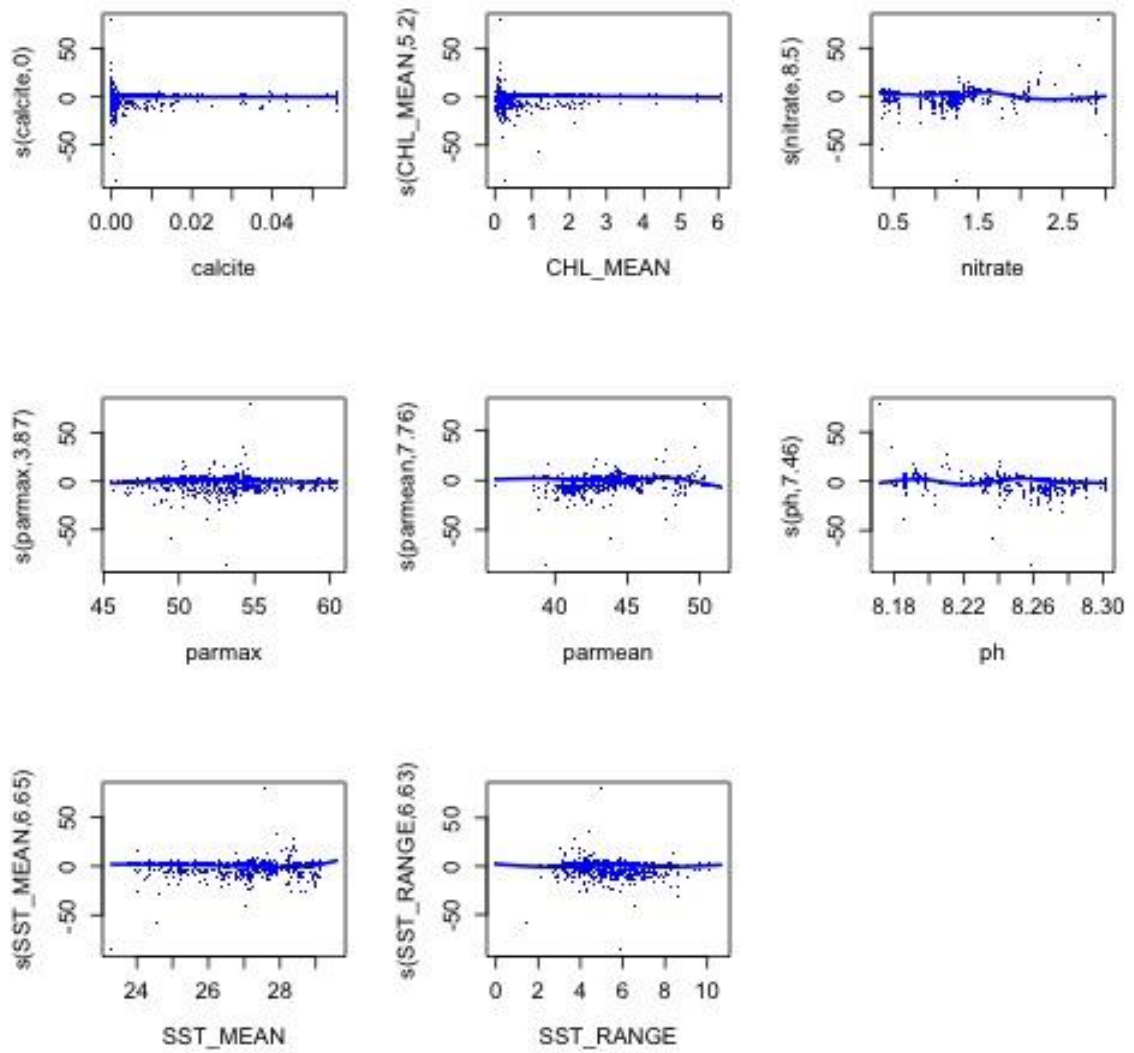 s(calcite,0)
50
0
-50
0.00 0.02 0.04
calcite
s(CHL_MEAN,5.2)
50
0
-50
0 1 2 3 4 5 6
CHL_MEAN
s(nitrate,8.5)
50
0
-50
0.5 1.5 2.5
nitrate
s(parmax,3.87)
50
0
-50
45 50 55 60
parmax
s(parmean,7.76)
50
0
-50
40 45 50
parmean
s(ph,7.46)
50
0
-50
8.18 8.22 8.26 8.30
ph
s(SST_MEAN,6.65)
50
0
-50
24 26 28
SST_MEAN
s(SST_RANGE,6.63)
50
0
-50
0 2 4 6 8 10
SST_RANGE